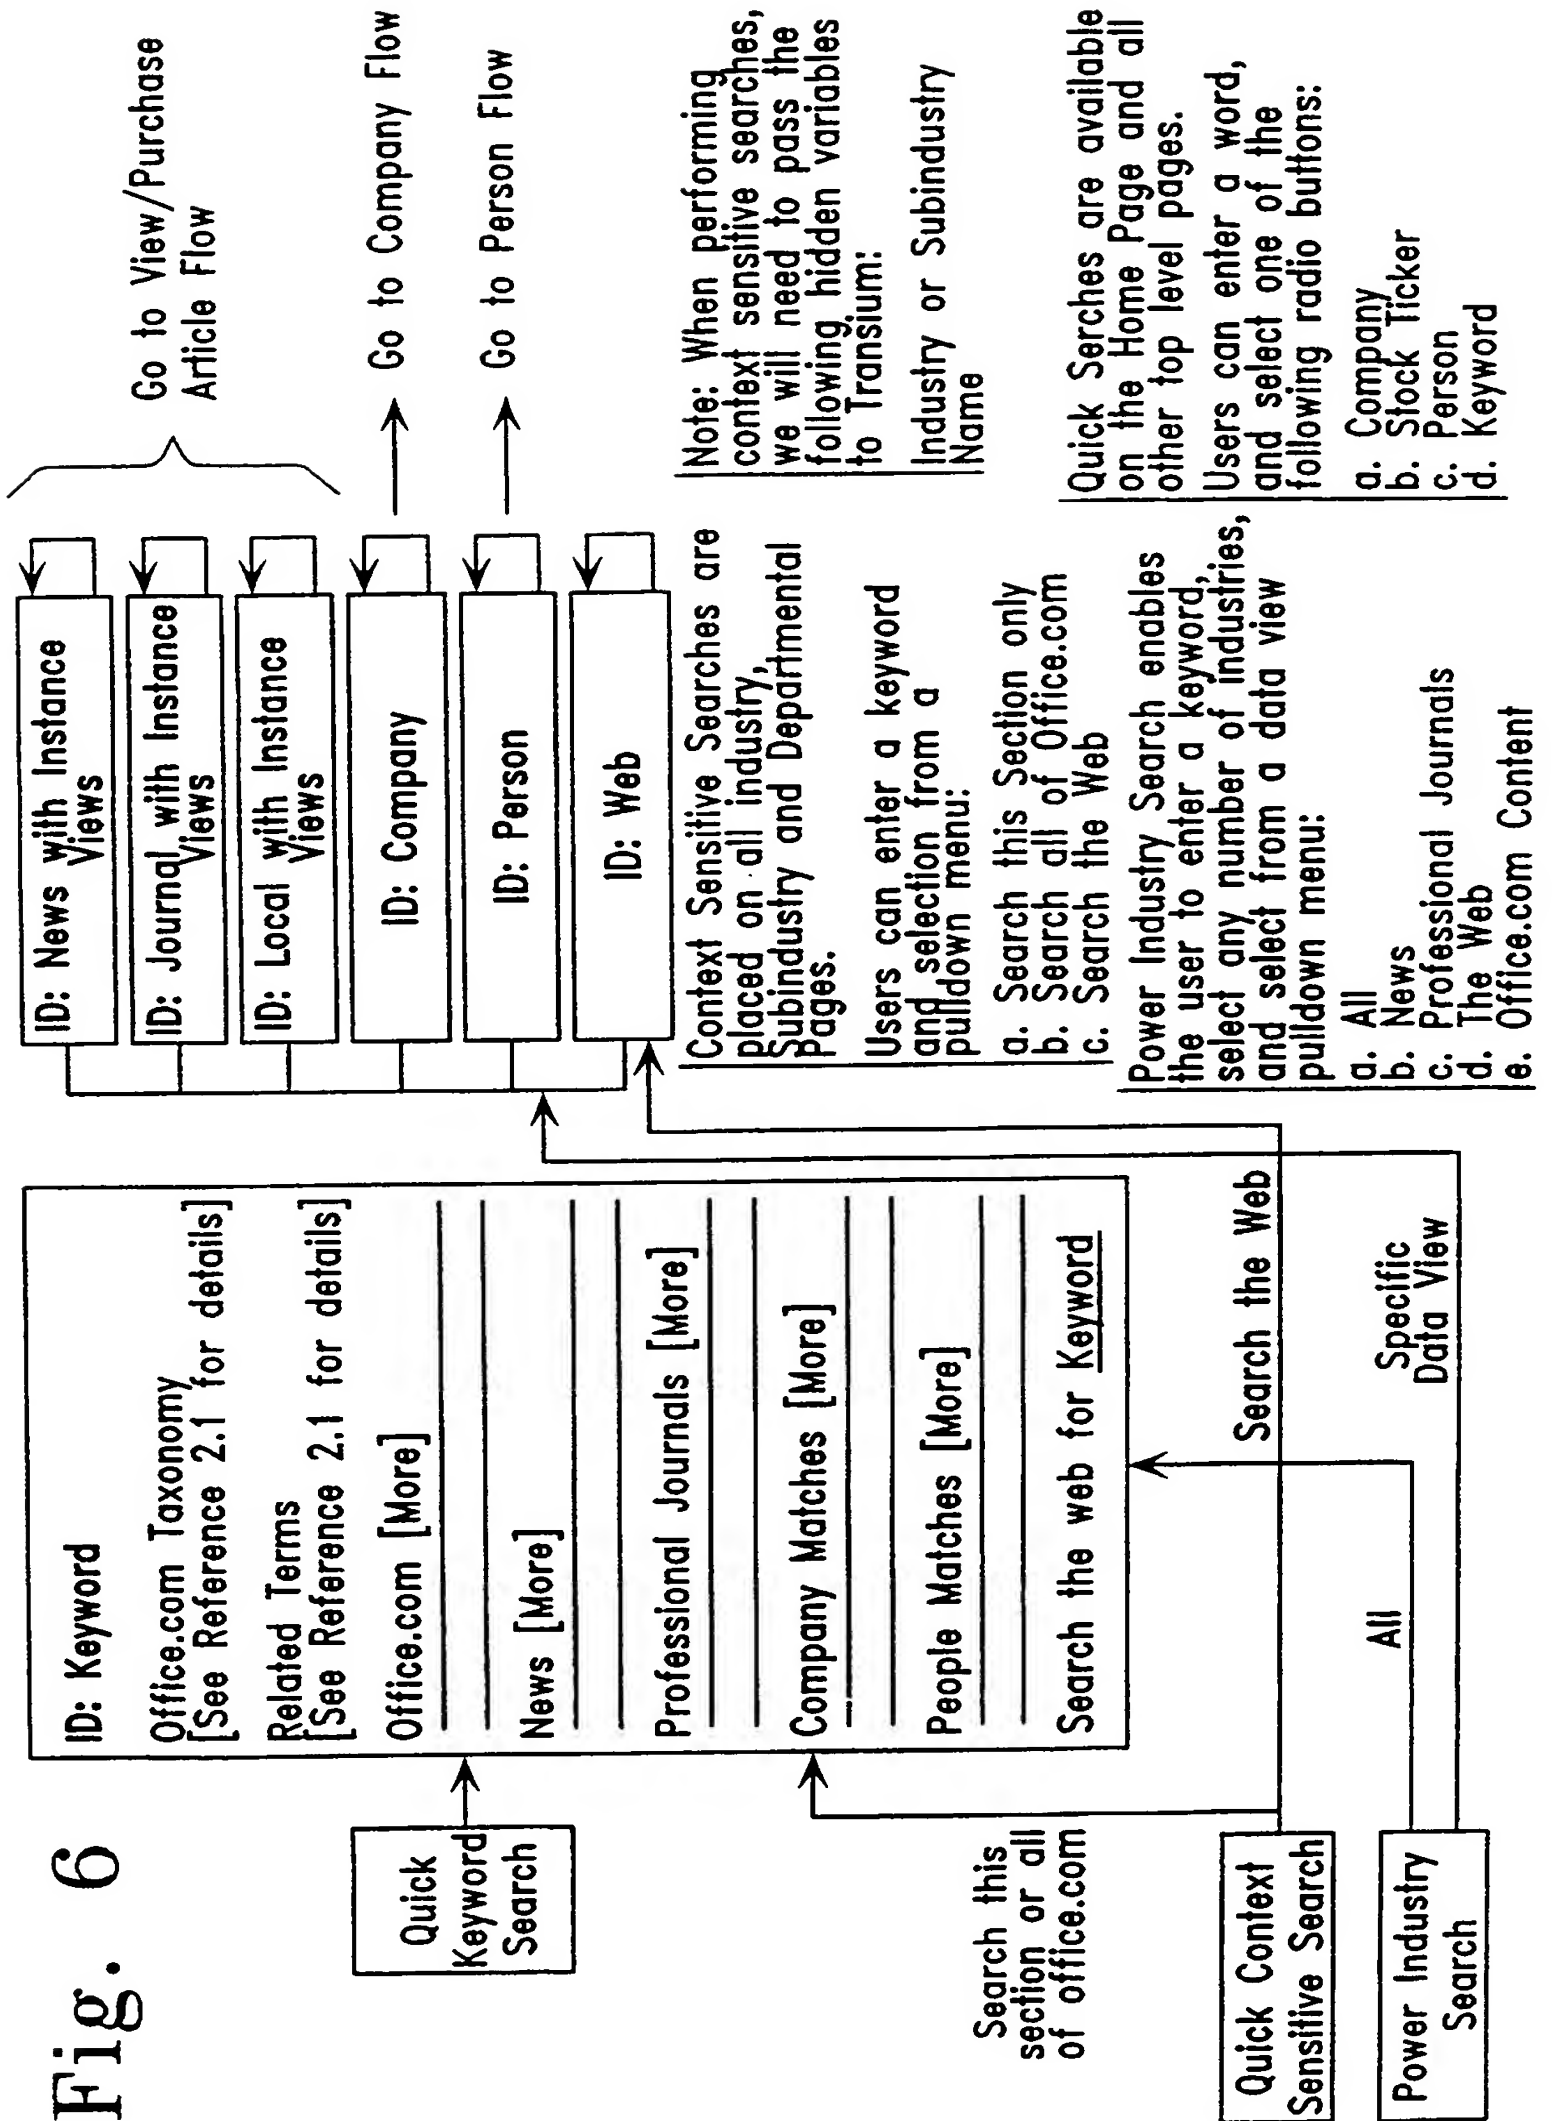 Fig. 6
Quick
Keyword
Search
Search this
section or all
of office.com
Quick Context
Sensitive Search
Power Industry
Search
ID: Keyword
Office.com Taxonomy
[See Reference 2.1 for details]
Related Terms
[See Reference 2.1 for details]
Office.com [More]
News [More]
Professional Journals [More]
Company Matches [More]
People Matches [More]
Search the web for Keyword
All
Search the Web
Specific
Data View
ID: News with Instance
Views
ID: Journal with Instance
Views
ID: Local with Instance
Views
ID: Company
ID: Person
ID: Web
Go to View/Purchase
Article Flow
Go to Company Flow
Go to Person Flow
Context Sensitive Searches are
placed on all industry,
Subindustry and Departmental
Pages.
Users can enter a keyword
and selection from a
pulldown menu:
a. Search this Section only
b. Search all of Office.com
c. Search the Web
Note: When performing
context sensitive searches,
we will need to pass the
following hidden variables
to Transium:
Industry or Subindustry
Name
Power Industry Search enables
the user to enter a keyword,
select any number of industries,
and select from a data view
pulldown menu:
a. All
b. News
c. Professional Journals
d. The Web
e. Office.com Content
Quick Serches are available
on the Home Page and all
other top level pages.
Users can enter a word,
and select one of the
following radio buttons:
a. Company
b. Stock Ticker
c. Person
d. Keyword